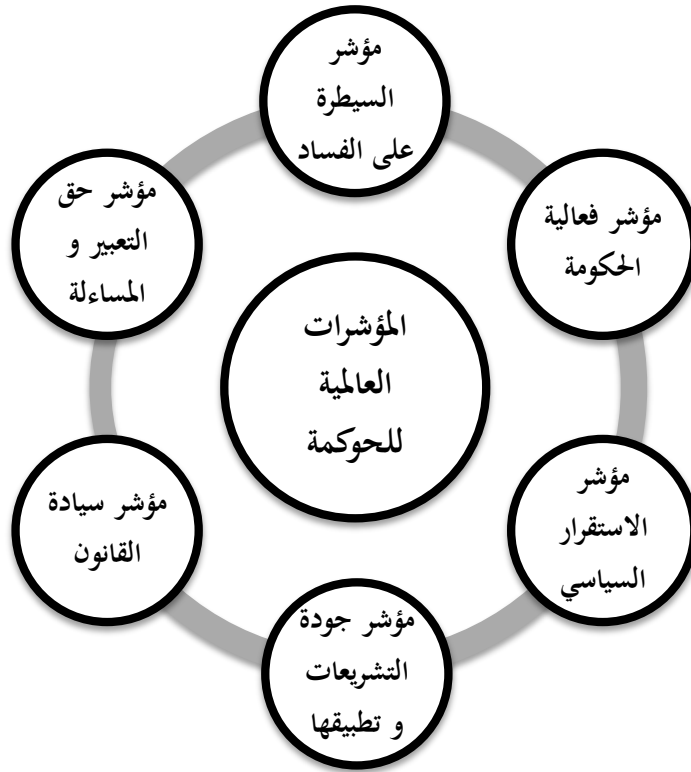 مؤشر
السيطرة
على الفساد
مؤشر فعالية
الحكومة
مؤشر
الاستقرار
السياسي
مؤشر جودة
التشريعات
و تطبيقها
مؤشر سيادة
القانون
مؤشر حق
التعبير و
المساءلة
المؤشرات
العالمية
للحوكمة